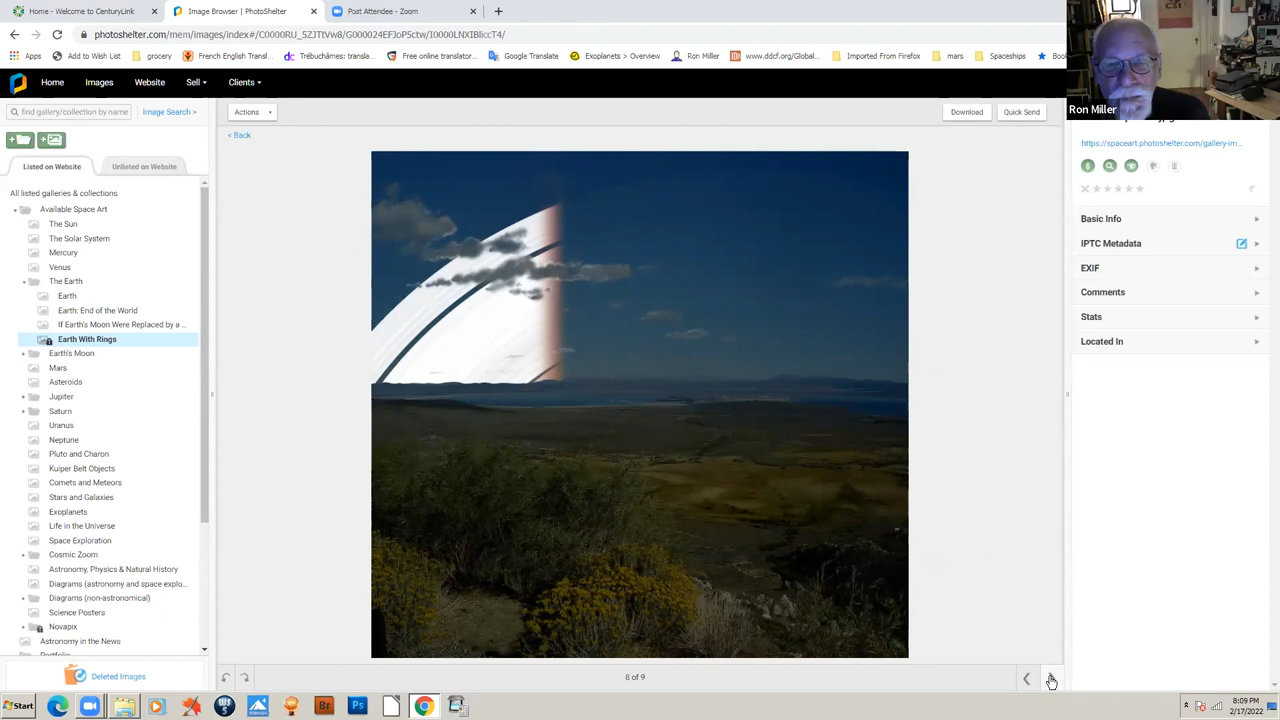 Home - Welcome to CenturyLink
Image Browser | PhotoShelter
Post Attendee - Zoom
photoshelter.com/mem/images/index#/C0000RU_5ZJTtVw8/G000024EFJoP5ctw/I0000LNXIBliccT4/
Apps
Add to Wish List
grocery
French English Transl...
Trébuchâmes: transla...
Free online translator...
Google Translate
Exoplanets > Overview
Ron Miller
www.ddcf.org/Global...
Imported From Firefox
mars
Spaceships
Ron Miller
Home
Images
Website
Sell
Clients
find gallery/collection by name
Image Search >
Actions
Download
Quick Send
< Back
https://spaceart.photoshelter.com/gallery-im...
Listed on Website
Unlisted on Website
All listed galleries & collections
Available Space Art
The Sun
The Solar System
Mercury
Venus
The Earth
Earth
Earth: End of the World
If Earth's Moon Were Replaced by a ...
Earth With Rings
Earth's Moon
Mars
Asteroids
Jupiter
Saturn
Uranus
Neptune
Pluto and Charon
Kuiper Belt Objects
Comets and Meteors
Stars and Galaxies
Exoplanets
Life in the Universe
Space Exploration
Cosmic Zoom
Astronomy, Physics & Natural History
Diagrams (astronomy and space explo...
Diagrams (non-astronomical)
Science Posters
Novapix
Astronomy in the News
Deleted Images
Basic Info
IPTC Metadata
EXIF
Comments
Stats
Located In
8 of 9
Start
Br
Ps
8:09 PM
2/17/2022